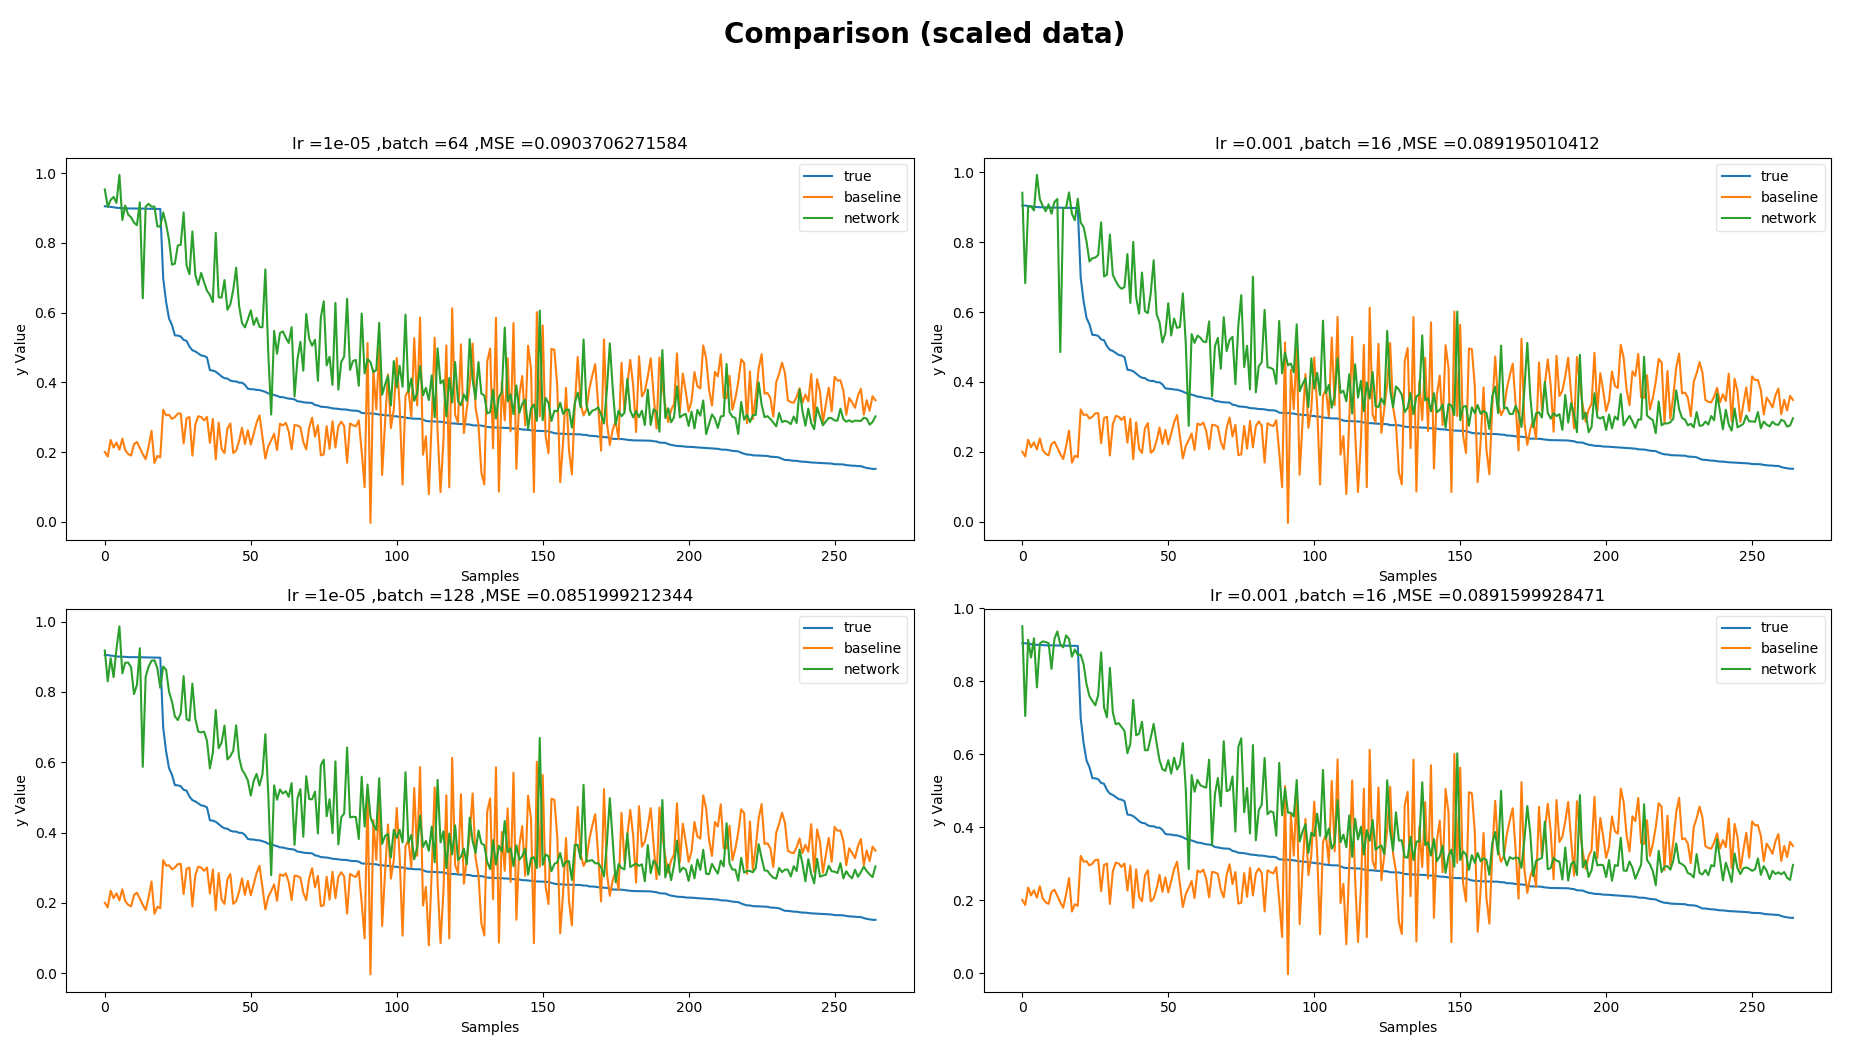 Comparison (scaled data)
lr =1e-05 ,batch =64 ,MSE =0.0903706271584
1.0
0.8
0.6
0.4
0.2
0.0
y Value
0 50 100 150 200 250
Samples
true
baseline
network
lr =0.001 ,batch =16 ,MSE =0.089195010412
1.0
0.8
0.6
0.4
0.2
0.0
y Value
0 50 100 150 200 250
Samples
true
baseline
network
lr =1e-05 ,batch =128 ,MSE =0.0851999212344
1.0
0.8
0.6
0.4
0.2
0.0
y Value
0 50 100 150 200 250
Samples
true
baseline
network
lr =0.001 ,batch =16 ,MSE =0.0891599928471
1.0
0.8
0.6
0.4
0.2
0.0
y Value
0 50 100 150 200 250
Samples
true
baseline
network